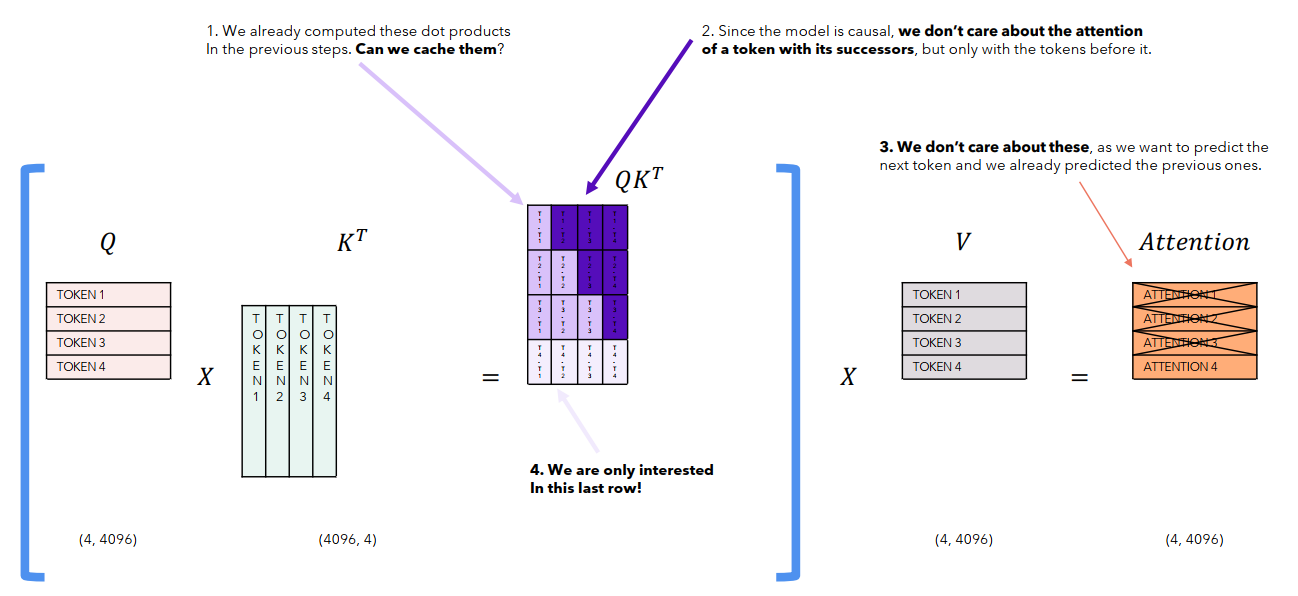 1. We already computed these dot products
In the previous steps. Can we cache them?
2. Since the model is causal, we don't care about the attention
of a token with its successors, but only with the tokens before it.
3. We don't care about these, as we want to predict the
next token and we already predicted the previous ones.
QK^T
Q
K^T
V
Attention
TOKEN 1
TOKEN 2
TOKEN 3
TOKEN 4
X
TOKEN 1
TOKEN 2
TOKEN 3
TOKEN 4
=
T1 . T1
T1 . T2
T1 . T3
T1 . T4
T2 . T1
T2 . T2
T2 . T3
T2 . T4
T3 . T1
T3 . T2
T3 . T3
T3 . T4
T4 . T1
T4 . T2
T4 . T3
T4 . T4
X
TOKEN 1
TOKEN 2
TOKEN 3
TOKEN 4
=
ATTENTION 1
ATTENTION 2
ATTENTION 3
ATTENTION 4
4. We are only interested
In this last row!
(4, 4096)
(4096, 4)
(4, 4096)
(4, 4096)